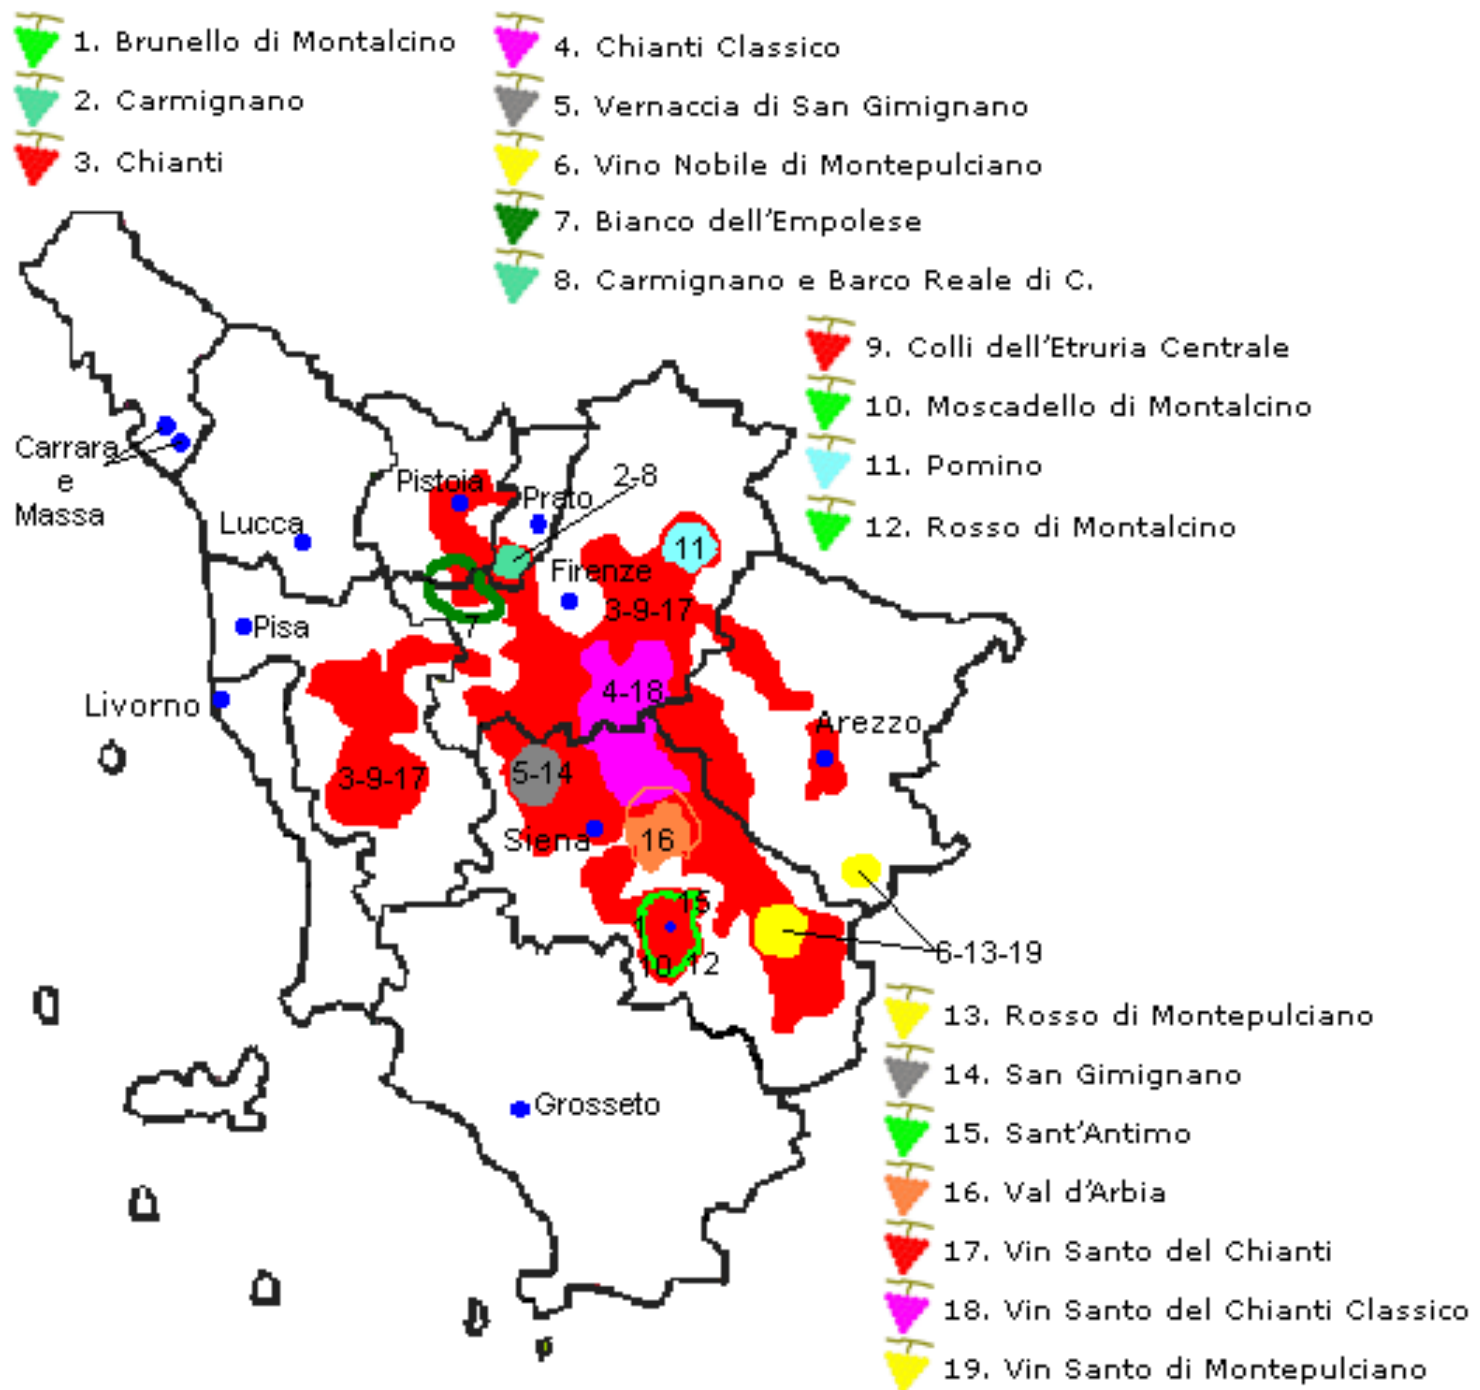 1. Brunello di Montalcino
2. Carmignano
3. Chianti
4. Chianti Classico
5. Vernaccia di San Gimignano
6. Vino Nobile di Montepulciano
7. Bianco dell'Empolese
8. Carmignano e Barco Reale di C.
9. Colli dell'Etruria Centrale
10. Moscadello di Montalcino
11. Pomino
12. Rosso di Montalcino
Carrara
e
Massa
Pistoia
Prato
2-8
Lucca
11
Firenze
3-9-17
Pisa
7
Livorno
4-18
Arezzo
3-9-17
5-14
Siena
16
15
1
10
12
6-13-19
Grosseto
13. Rosso di Montepulciano
14. San Gimignano
15. Sant'Antimo
16. Val d'Arbia
17. Vin Santo del Chianti
18. Vin Santo del Chianti Classico
19. Vin Santo di Montepulciano